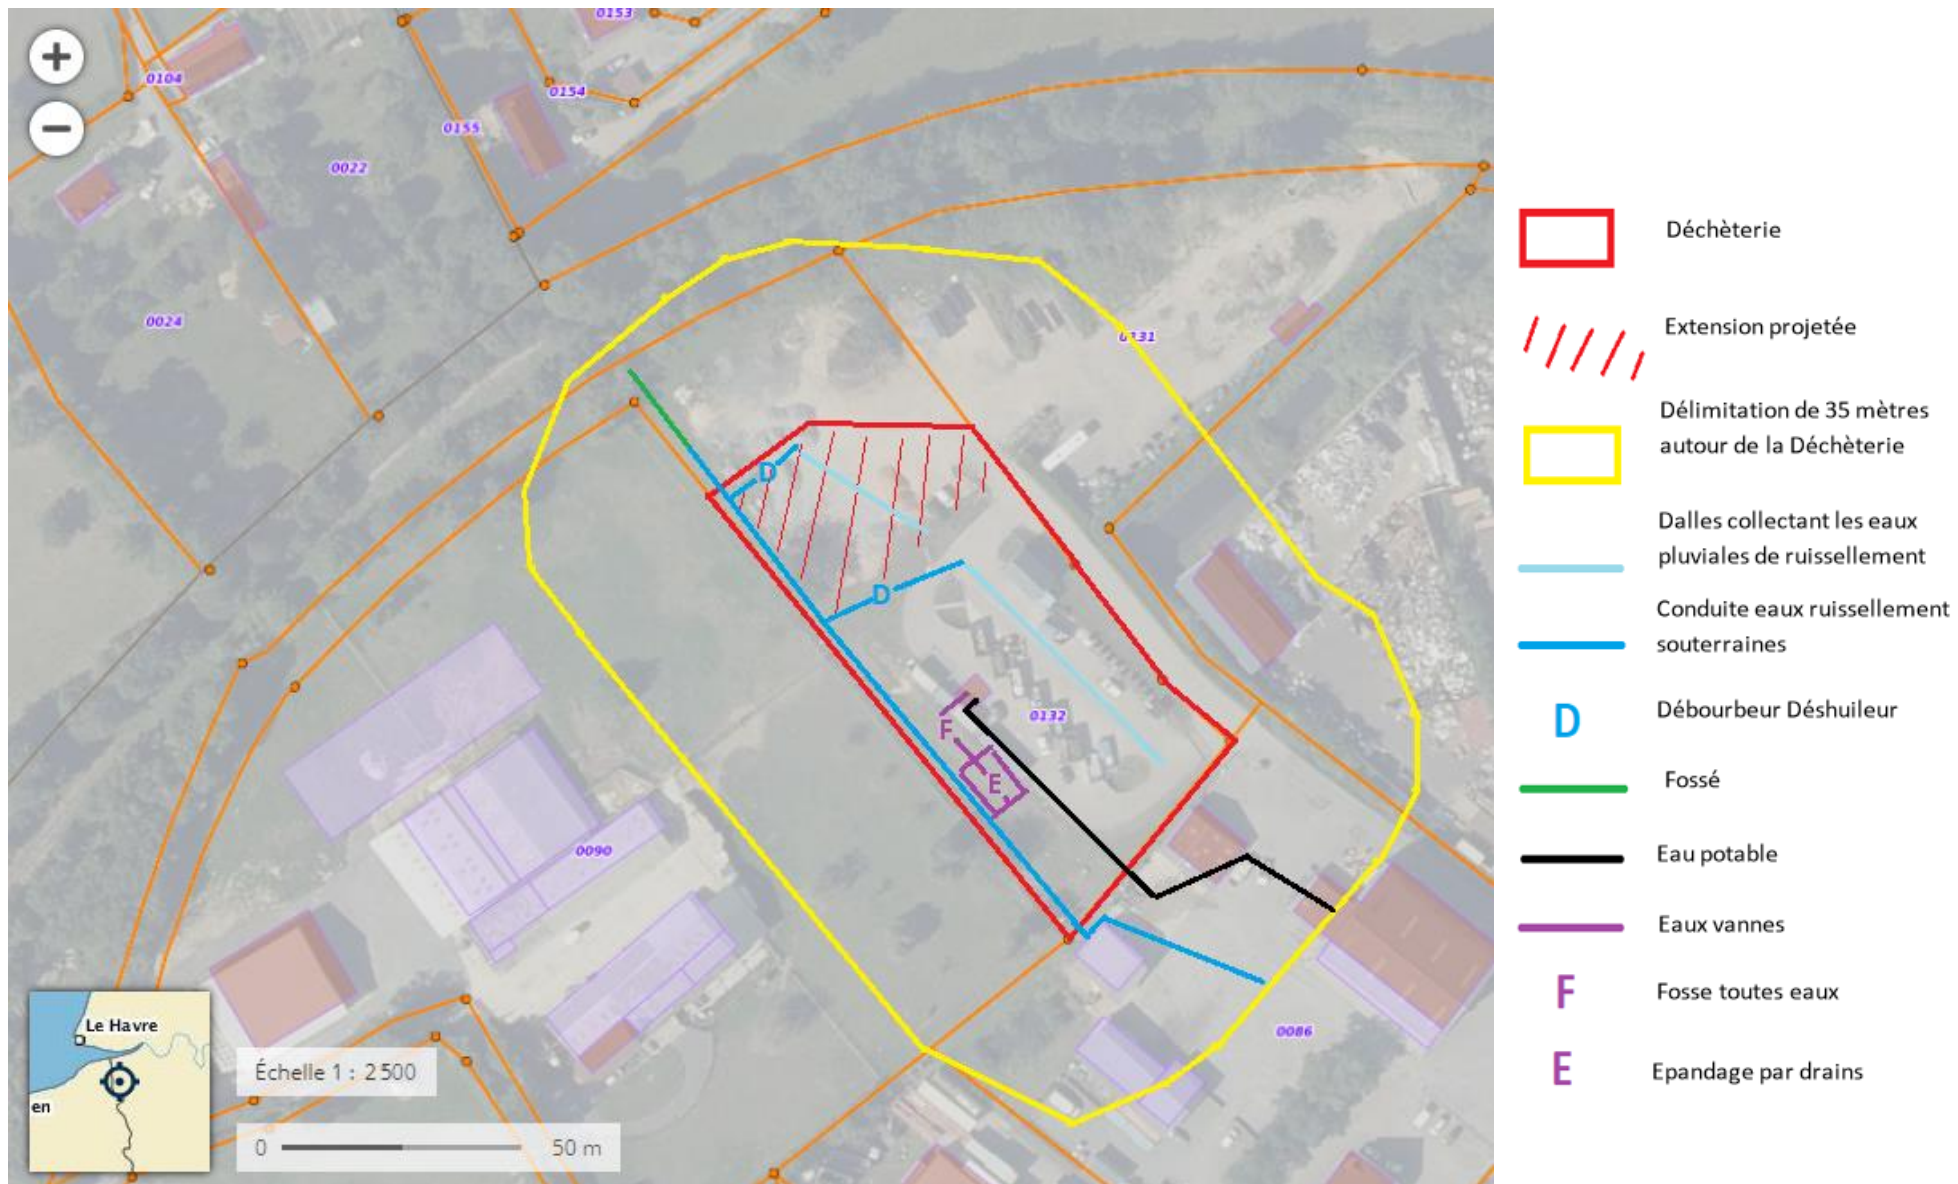 0153
0104
0154
0155
0022
0024
0131
D
D
0132
F
E
0090
0086
Le Havre
en
Échelle 1 : 2 500
0
50 m
Déchèterie
Extension projetée
Délimitation de 35 mètres
autour de la Déchèterie
Dalles collectant les eaux
pluviales de ruissellement
Conduite eaux ruissellement
souterraines
D
Débourbeur Déshuileur
Fossé
Eau potable
Eaux vannes
F
Fosse toutes eaux
E
Epandage par drains